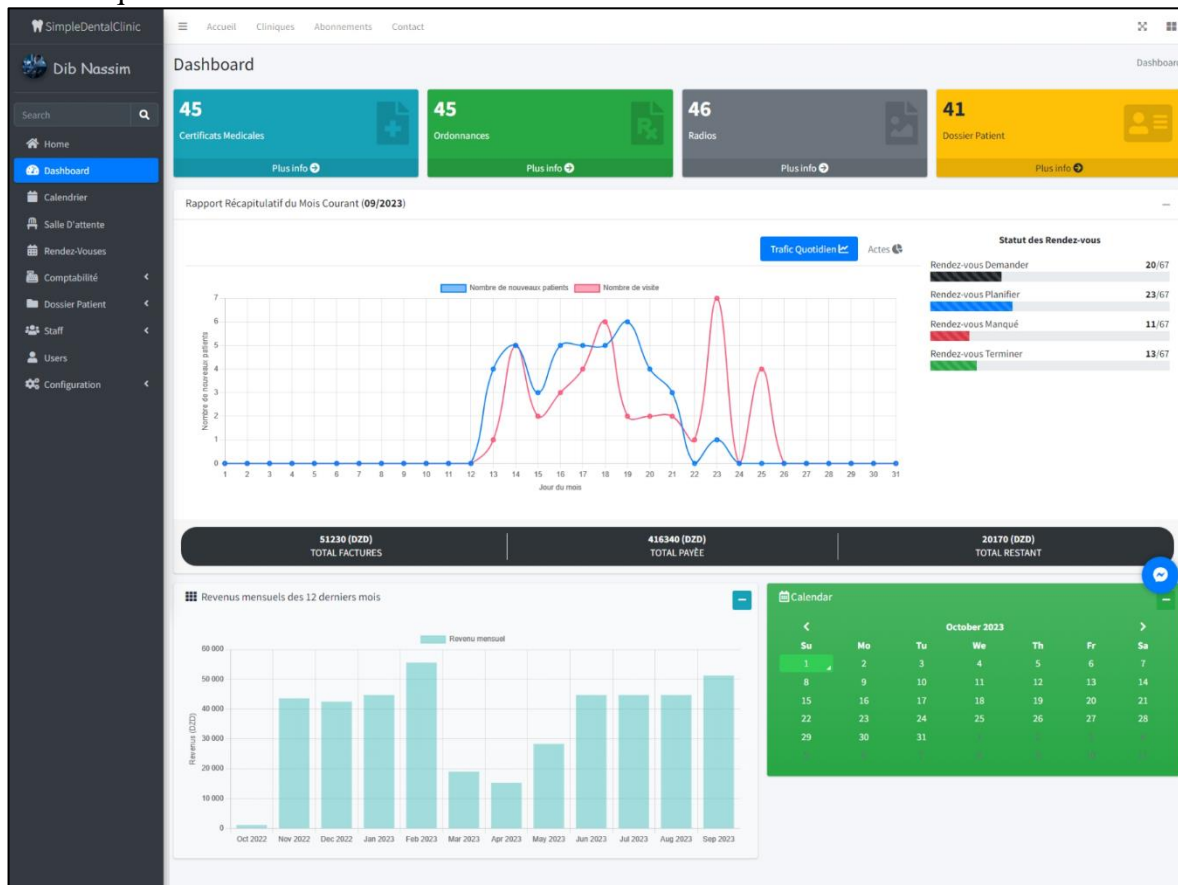 SimpleDentalClinic
Accueil Cliniques Abonnements Contact
Dib Nassim
Search
Home
Dashboard
Calendrier
Salle D'attente
Rendez-Vouses
Comptabilité
Dossier Patient
Staff
Users
Configuration
Dashboard
Dashboar
45
Certificats Medicales
Plus info
45
Ordonnances
Plus info
46
Radios
Plus info
41
Dossier Patient
Plus info
Rapport Récapitulatif du Mois Courant (09/2023)
Trafic Quotidien Actes
Nombre de nouveaux patients Nombre de visite
Nombre de nouveaux patients
7
6
5
4
3
2
1
0
1 2 3 4 5 6 7 8 9 10 11 12 13 14 15 16 17 18 19 20 21 22 23 24 25 26 27 28 29 30 31
Jour du mois
Statut des Rendez-vous
Rendez-vous Demander 20/67
Rendez-vous Planifier 23/67
Rendez-vous Manqué 11/67
Rendez-vous Terminer 13/67
51230 (DZD)
TOTAL FACTURES
416340 (DZD)
TOTAL PAYÈE
20170 (DZD)
TOTAL RESTANT
Revenus mensuels des 12 derniers mois
Revenu mensuel
Revenus (DZD)
60 000
50 000
40 000
30 000
20 000
10 000
0
Oct 2022 Nov 2022 Dec 2022 Jan 2023 Feb 2023 Mar 2023 Apr 2023 May 2023 Jun 2023 Jul 2023 Aug 2023 Sep 2023
Calendar
October 2023
Su Mo Tu We Th Fr Sa
1 2 3 4 5 6 7
8 9 10 11 12 13 14
15 16 17 18 19 20 21
22 23 24 25 26 27 28
29 30 31